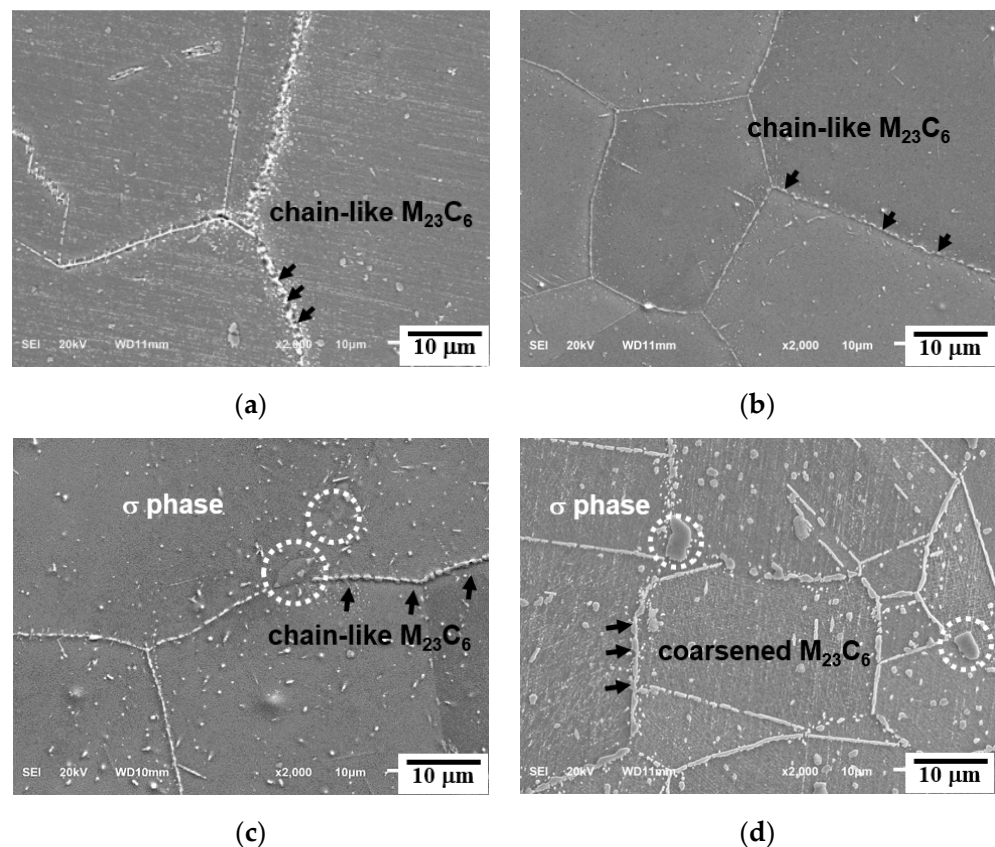 chain-like M₂₃C₆
SEI 20kV WD11mm x2,000 10µm
10 µm
(a)
chain-like M₂₃C₆
SEI 20kV WD11mm x2,000 10µm
10 µm
(b)
σ phase
chain-like M₂₃C₆
SEI 20kV WD10mm x2,000 10µm
10 µm
(c)
σ phase
coarsened M₂₃C₆
SEI 20kV WD11mm x2,000 10µm
10 µm
(d)